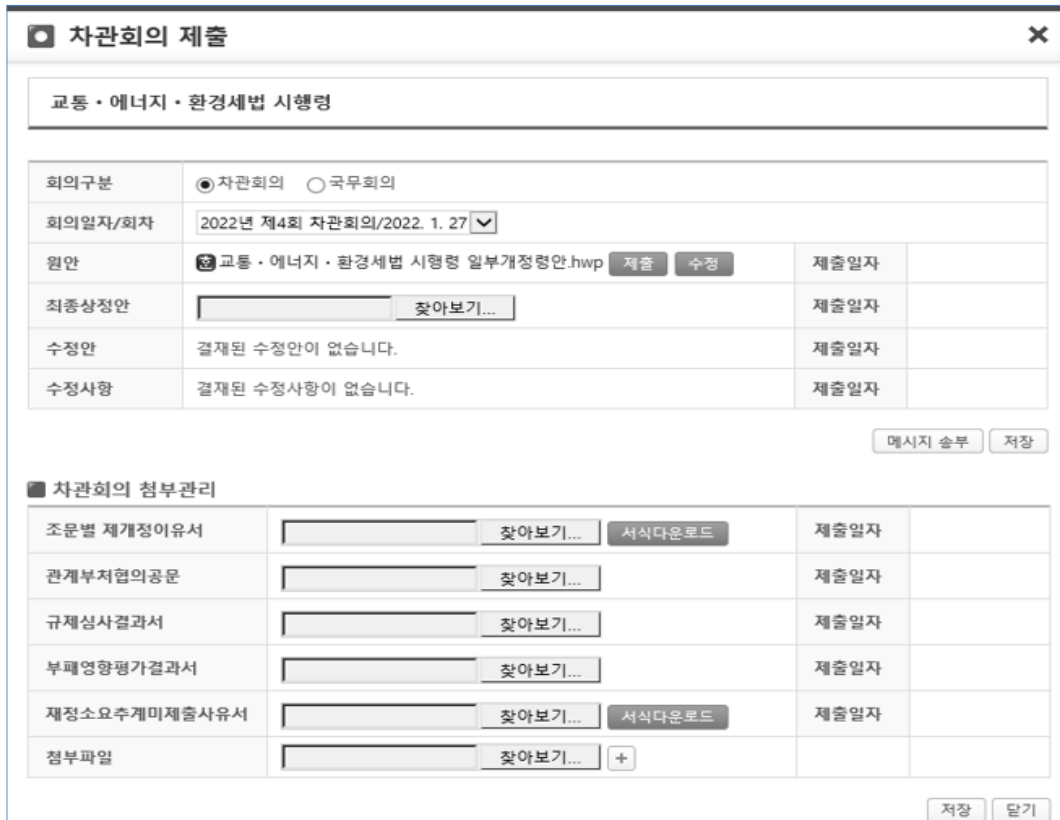 차관회의 제출
교통・에너지・환경세법 시행령
회의구분 차관회의 국무회의
회의일자/회차 2022년 제4회 차관회의/2022. 1. 27
원안 교통・에너지・환경세법 시행령 일부개정령안.hwp 제출 수정 제출일자
최종상정안 찾아보기... 제출일자
수정안 결재된 수정안이 없습니다. 제출일자
수정사항 결재된 수정사항이 없습니다. 제출일자
메시지 송부 저장
차관회의 첨부관리
조문별 제개정이유서 찾아보기... 서식다운로드 제출일자
관계부처협의공문 찾아보기... 제출일자
규제심사결과서 찾아보기... 제출일자
부패영향평가결과서 찾아보기... 제출일자
재정소요추계미제출사유서 찾아보기... 서식다운로드 제출일자
첨부파일 찾아보기... +
저장 닫기